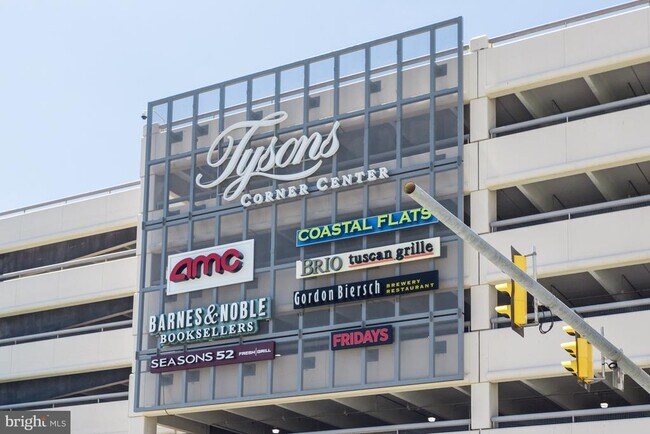 Tysons
CORNER CENTER
COASTAL FLATS
amc
BRIO tuscan grille
Gordon Biersch BREWERY RESTAURANT
BARNES & NOBLE
BOOKSELLERS
FRIDAYS
SEASONS 52 FRESH GRILL
bright MLS